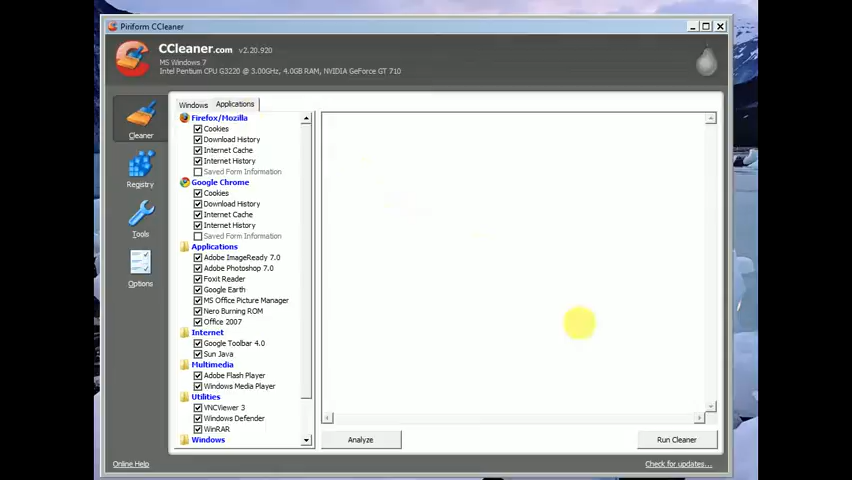 Piriform CCleaner
CCleaner.com v2.20.920
MS Windows 7
Intel Pentium CPU G3220 @ 3.00GHz, 4.0GB RAM, NVIDIA GeForce GT 710
Cleaner
Registry
Tools
Options
Windows Applications
Firefox/Mozilla
Cookies
Download History
Internet Cache
Internet History
Saved Form Information
Google Chrome
Cookies
Download History
Internet Cache
Internet History
Saved Form Information
Applications
Adobe ImageReady 7.0
Adobe Photoshop 7.0
Foxit Reader
Google Earth
MS Office Picture Manager
Nero Burning ROM
Office 2007
Internet
Google Toolbar 4.0
Sun Java
Multimedia
Adobe Flash Player
Windows Media Player
Utilities
VNCViewer 3
Windows Defender
WinRAR
Windows
Analyze
Run Cleaner
Online Help
Check for updates...